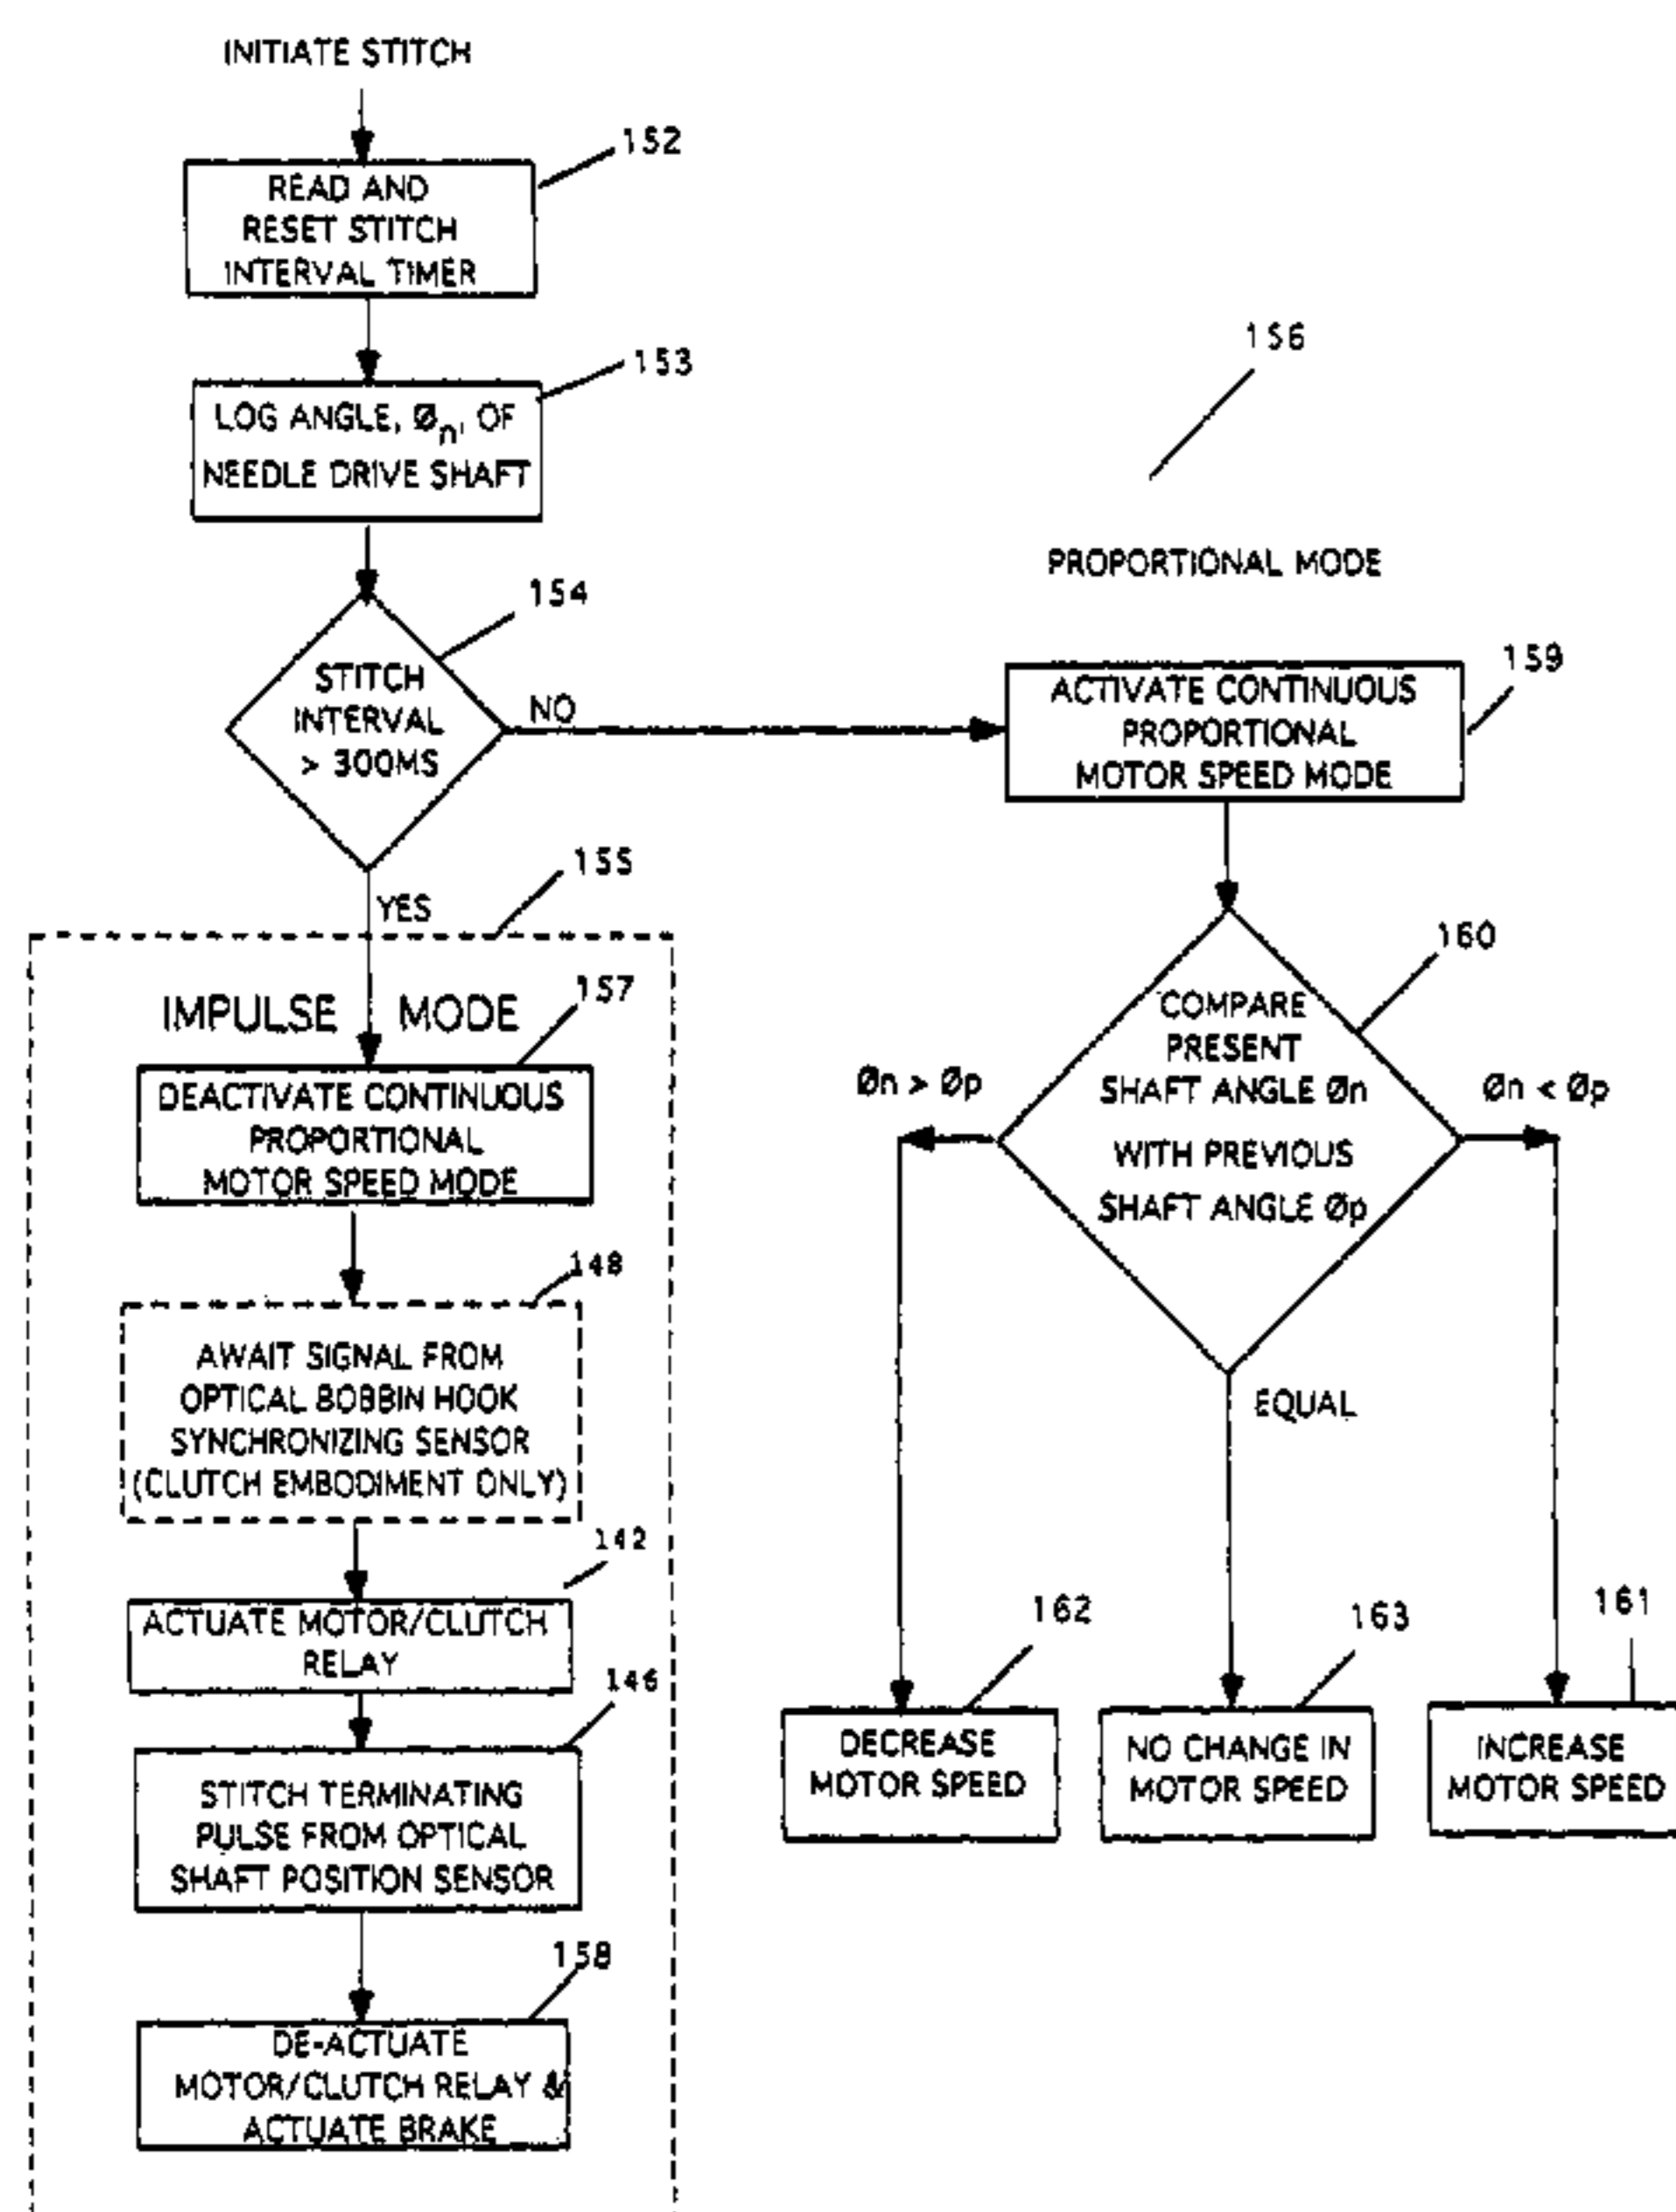 INITIATE STITCH
152
READ AND
RESET STITCH
INTERVAL TIMER
153
LOG ANGLE, Øn, OF
NEEDLE DRIVE SHAFT
154
STITCH
INTERVAL
> 300MS
NO
YES
155
IMPULSE MODE
157
DEACTIVATE CONTINUOUS
PROPORTIONAL
MOTOR SPEED MODE
148
AWAIT SIGNAL FROM
OPTICAL BOBBIN HOOK
SYNCHRONIZING SENSOR
(CLUTCH EMBODIMENT ONLY)
142
ACTUATE MOTOR/CLUTCH
RELAY
146
STITCH TERMINATING
PULSE FROM OPTICAL
SHAFT POSITION SENSOR
158
DE-ACTUATE
MOTOR/CLUTCH RELAY &
ACTUATE BRAKE
156
PROPORTIONAL MODE
159
ACTIVATE CONTINUOUS
PROPORTIONAL
MOTOR SPEED MODE
160
COMPARE
PRESENT
SHAFT ANGLE Øn
WITH PREVIOUS
SHAFT ANGLE Øp
Øn > Øp
Øn < Øp
EQUAL
162
DECREASE
MOTOR SPEED
163
NO CHANGE IN
MOTOR SPEED
161
INCREASE
MOTOR SPEED